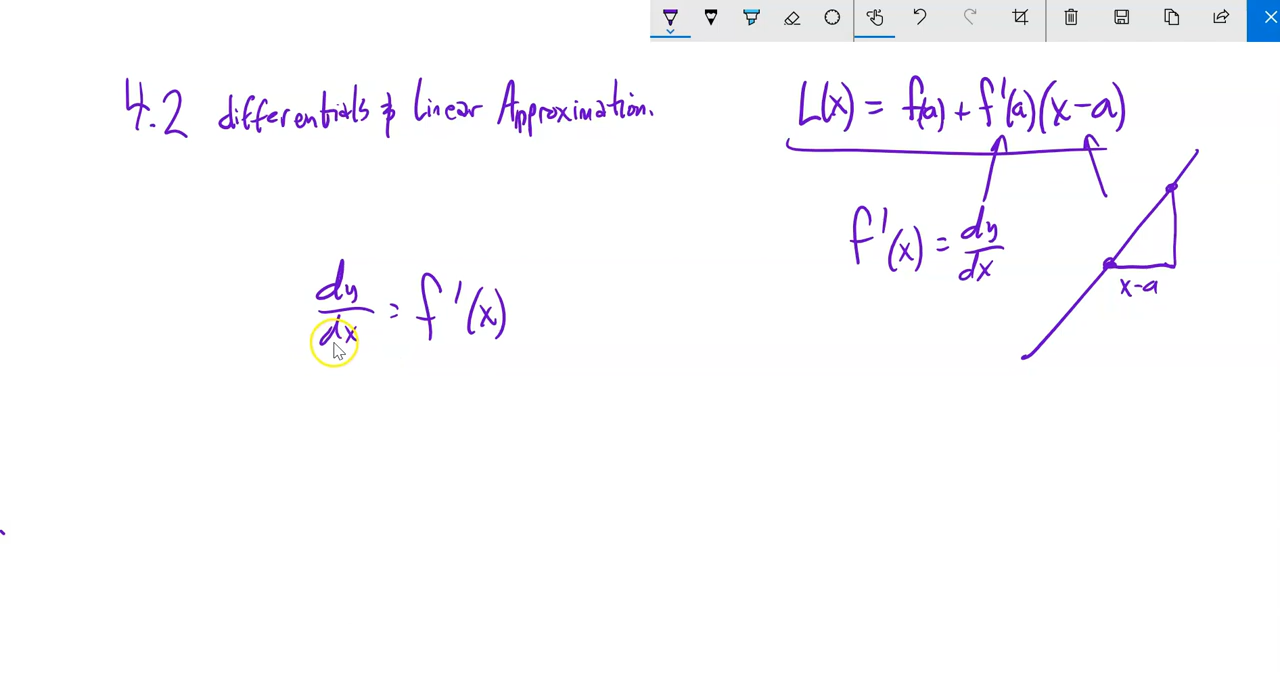 4.2 differentials & Linear Approximation.
L(x) = f(a) + f'(a)(x-a)
f'(x) = dy/dx
x-a
dy/dx = f'(x)